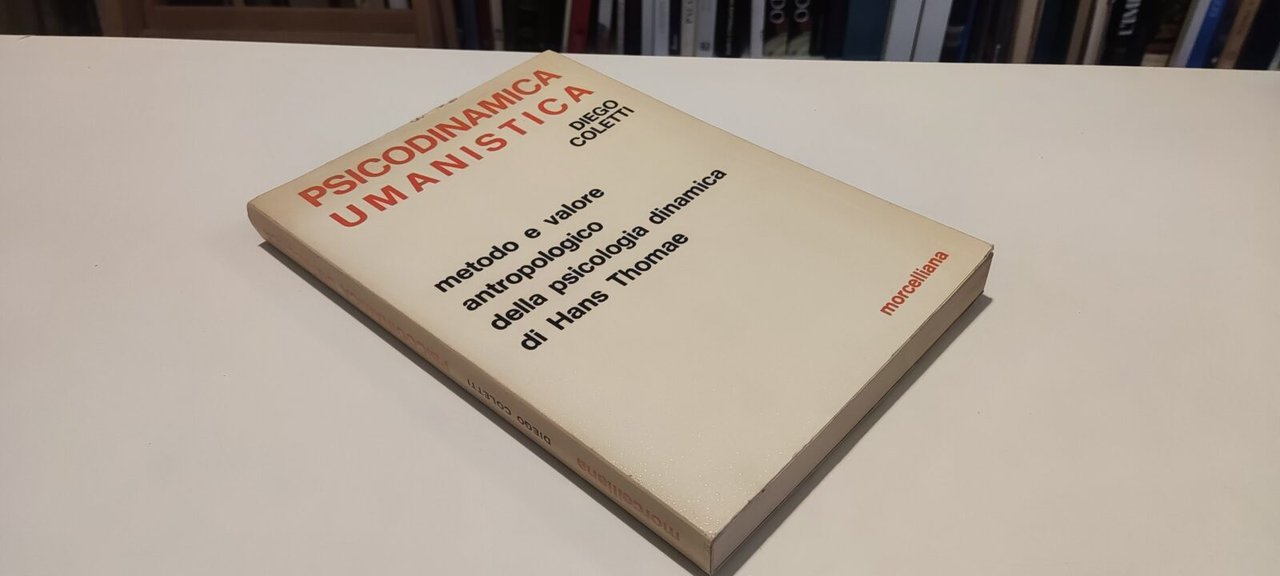 PSICODINAMICA
UMANISTICA
DIEGO
COLETTI
metodo e valore
antropologico
della psicologia dinamica
di Hans Thomae
morcelliana
DIEGO COLETTI
morcelliana